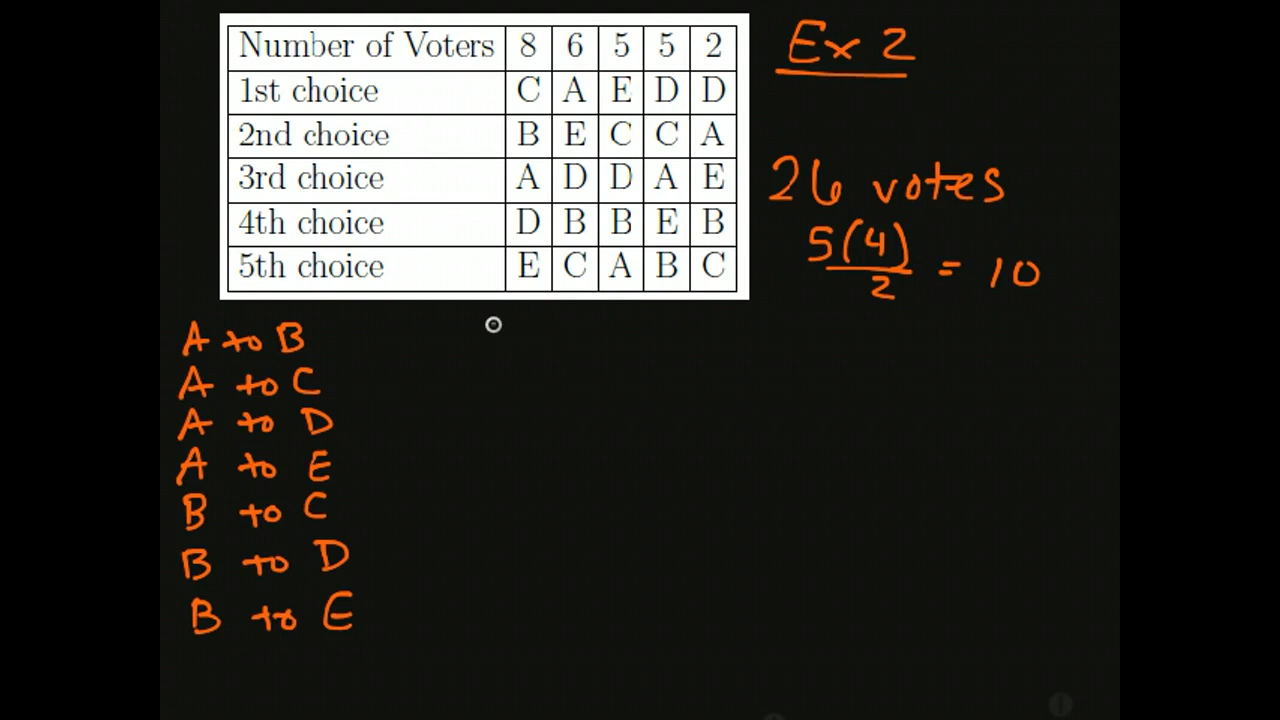 Number of Voters 8 6 5 5 2
1st choice C A E D D
2nd choice B E C C A
3rd choice A D D A E
4th choice D B B E B
5th choice E C A B C
Ex 2
26 votes
5(4)
2
= 10
A to B
A to C
A to D
A to E
B to C
B to D
B to E